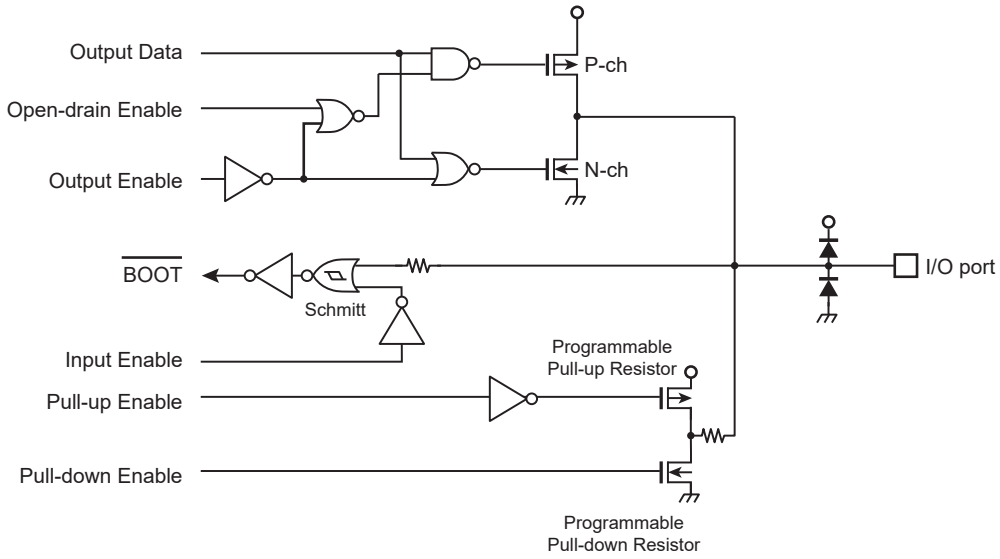 Output Data
P-ch
Open-drain Enable
Output Enable
N-ch
BOOT
I/O port
Schmitt
Input Enable
Programmable
Pull-up Resistor
Pull-up Enable
Pull-down Enable
Programmable
Pull-down Resistor